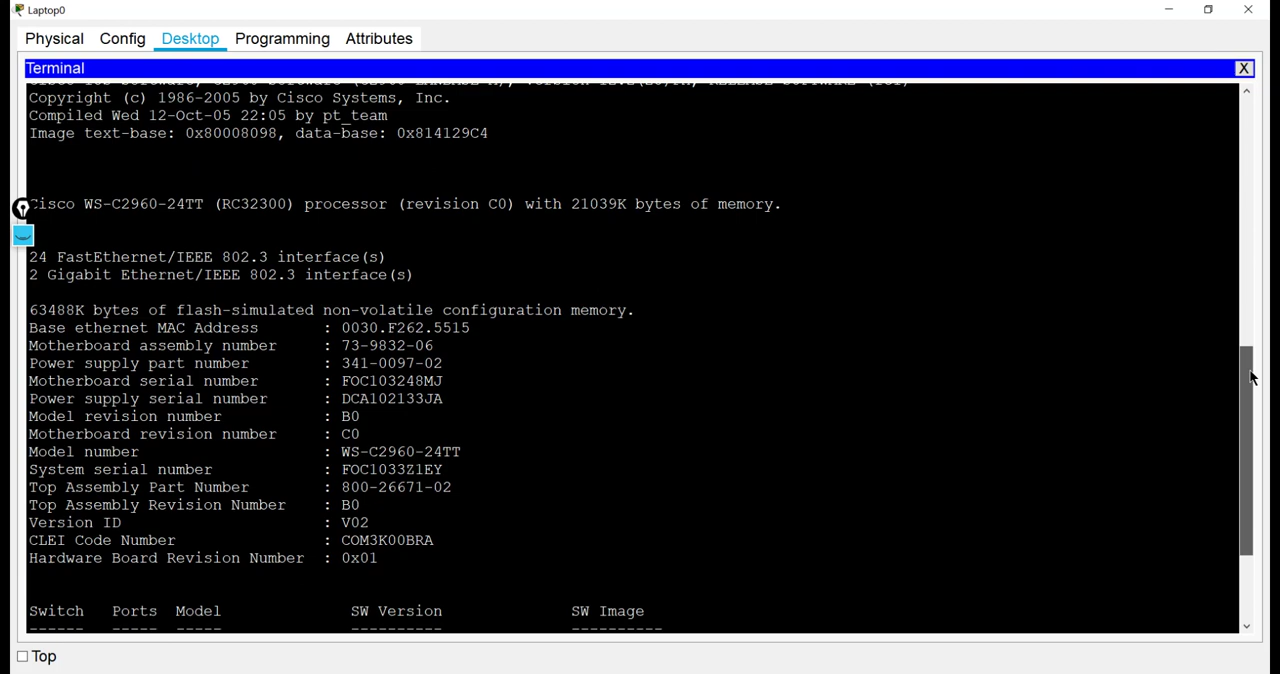 Laptop0
Physical Config Desktop Programming Attributes
Terminal X
Copyright (c) 1986-2005 by Cisco Systems, Inc.
Compiled Wed 12-Oct-05 22:05 by pt_team
Image text-base: 0x80008098, data-base: 0x814129C4
Cisco WS-C2960-24TT (RC32300) processor (revision C0) with 21039K bytes of memory.
24 FastEthernet/IEEE 802.3 interface(s)
2 Gigabit Ethernet/IEEE 802.3 interface(s)
63488K bytes of flash-simulated non-volatile configuration memory.
Base ethernet MAC Address : 0030.F262.5515
Motherboard assembly number : 73-9832-06
Power supply part number : 341-0097-02
Motherboard serial number : FOC103248MJ
Power supply serial number : DCA102133JA
Model revision number : B0
Motherboard revision number : C0
Model number : WS-C2960-24TT
System serial number : FOC1033Z1EY
Top Assembly Part Number : 800-26671-02
Top Assembly Revision Number : B0
Version ID : V02
CLEI Code Number : COM3K00BRA
Hardware Board Revision Number : 0x01
Switch Ports Model SW Version SW Image
------ ----- ----- ---------- ----------
Top